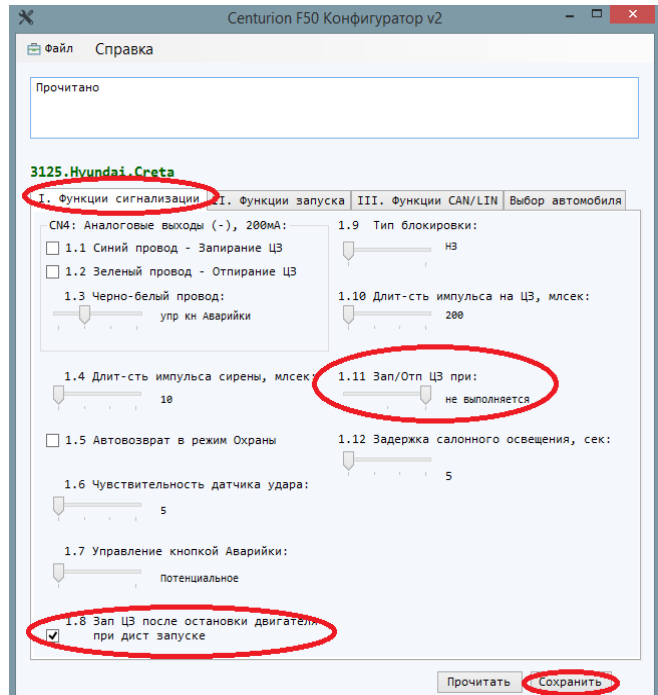 Centurion F50 Конфигуратор v2
Файл Справка
Прочитано
3125.Hyundai.Creta
I. Функции сигнализации II. Функции запуска III. Функции CAN/LIN Выбор автомобиля
CN4: Аналоговые выходы (-), 200мА:
1.1 Синий провод - Запирание ЦЗ
1.2 Зеленый провод - Отпирание ЦЗ
1.3 Черно-белый провод:
упр кн Аварийки
1.4 Длит-сть импульса сирены, млсек:
10
1.5 Автовозврат в режим Охраны
1.6 Чувствительность датчика удара:
5
1.7 Управление кнопкой Аварийки:
Потенциальное
1.8 Зап ЦЗ после остановки двигателя
при дист запуске
1.9 Тип блокировки:
НЗ
1.10 Длит-сть импульса на ЦЗ, млсек:
200
1.11 Зап/Отп ЦЗ при:
не выполняется
1.12 Задержка салонного освещения, сек:
5
Прочитать Сохранить